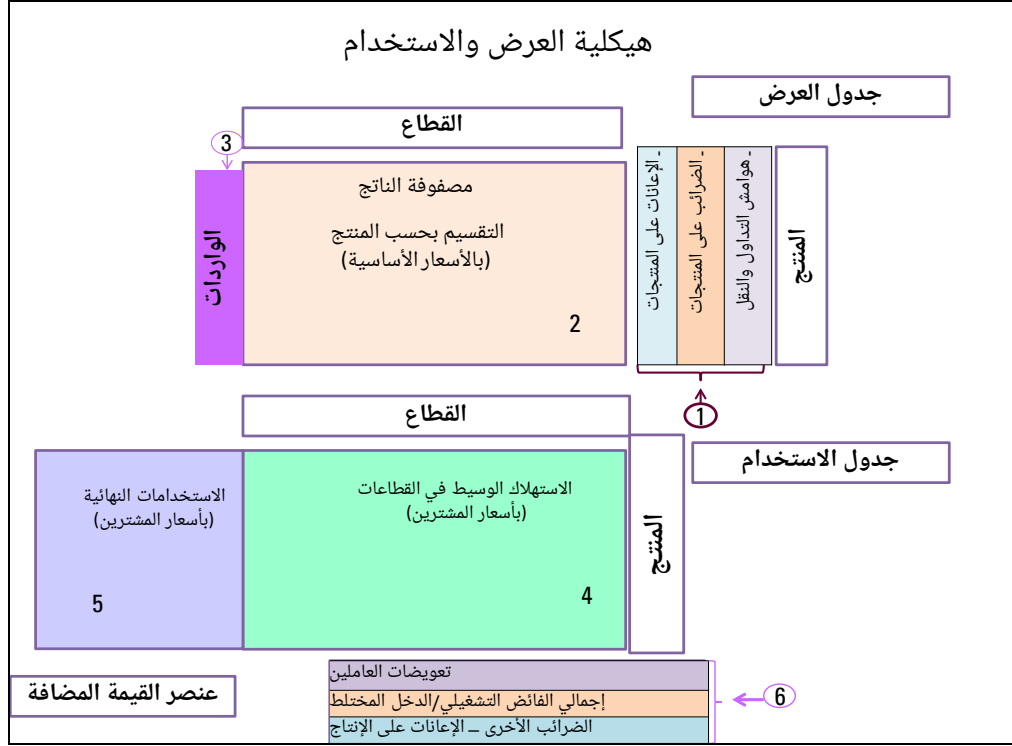 هيكلية العرض والاستخدام
جدول العرض
القطاع
3
المنتج
- هوامش التداول والنقل
- الضرائب على المنتجات
- الإعانات على المنتجات
مصفوفة الناتج
التقسيم بحسب المنتج
(بالأسعار الأساسية)
2
الواردات
1
القطاع
جدول الاستخدام
المنتج
الاستهلاك الوسيط في القطاعات
(بأسعار المشترين)
4
الاستخدامات النهائية
(بأسعار المشترين)
5
تعويضات العاملين
إجمالي الفائض التشغيلي/الدخل المختلط
الضرائب الأخرى – الإعانات على الإنتاج
6
عنصر القيمة المضافة